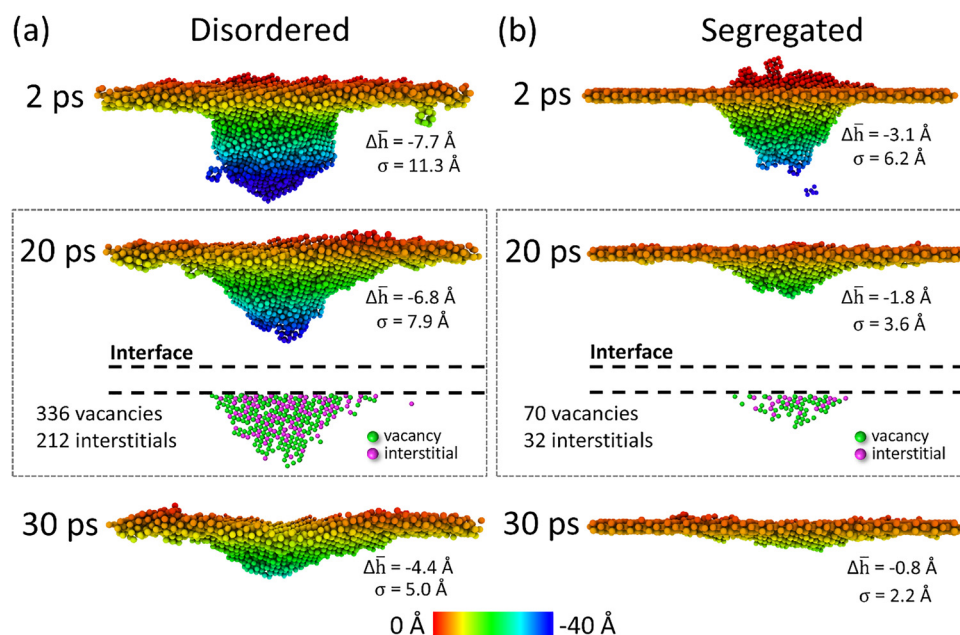 (a) Disordered
2 ps
Δh̄ = -7.7 Å
σ = 11.3 Å
20 ps
Δh̄ = -6.8 Å
σ = 7.9 Å
Interface
336 vacancies
212 interstitials
vacancy
interstitial
30 ps
Δh̄ = -4.4 Å
σ = 5.0 Å
(b) Segregated
2 ps
Δh̄ = -3.1 Å
σ = 6.2 Å
20 ps
Δh̄ = -1.8 Å
σ = 3.6 Å
Interface
70 vacancies
32 interstitials
vacancy
interstitial
30 ps
Δh̄ = -0.8 Å
σ = 2.2 Å
0 Å -40 Å